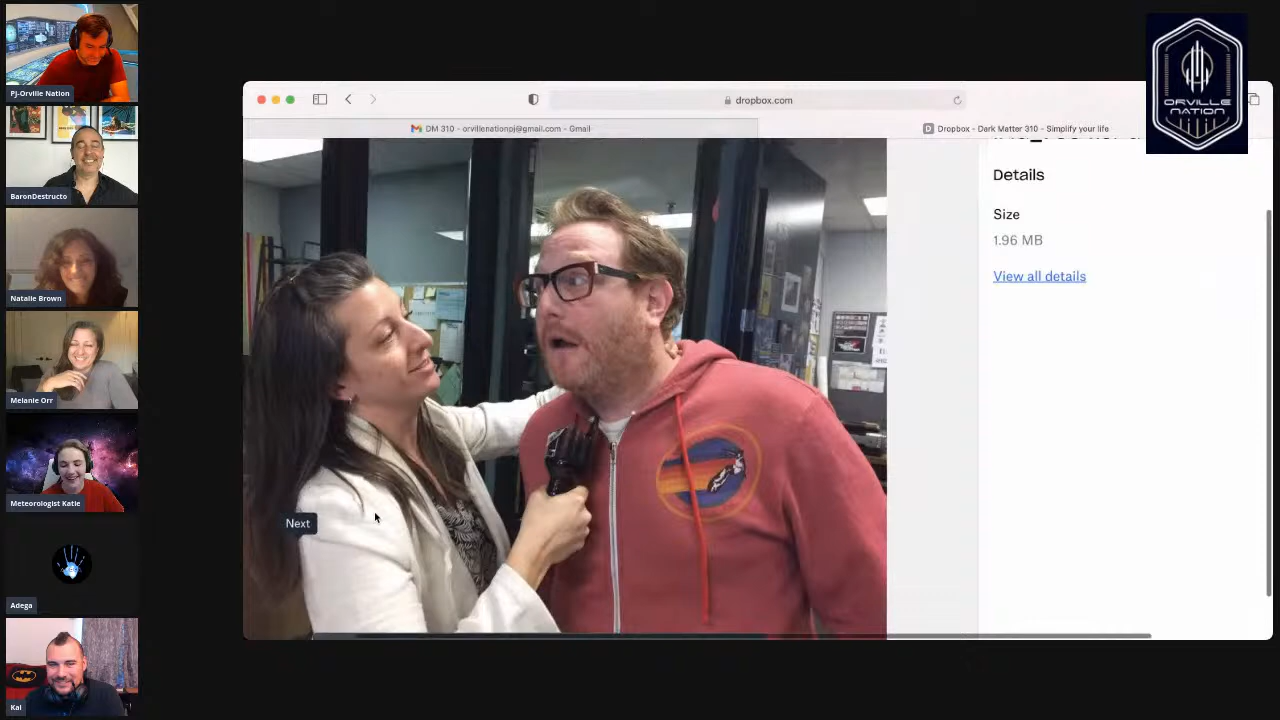 PJ-Orville Nation
BaronDestructo
Natalie Brown
Melanie Orr
Meteorologist Katie
Adega
Kai
dropbox.com
DM 310 - orvillenationpj@gmail.com - Gmail
Dropbox - Dark Matter 310 - Simplify your life
ORVILLE
NATION
Details
Size
1.96 MB
View all details
Next